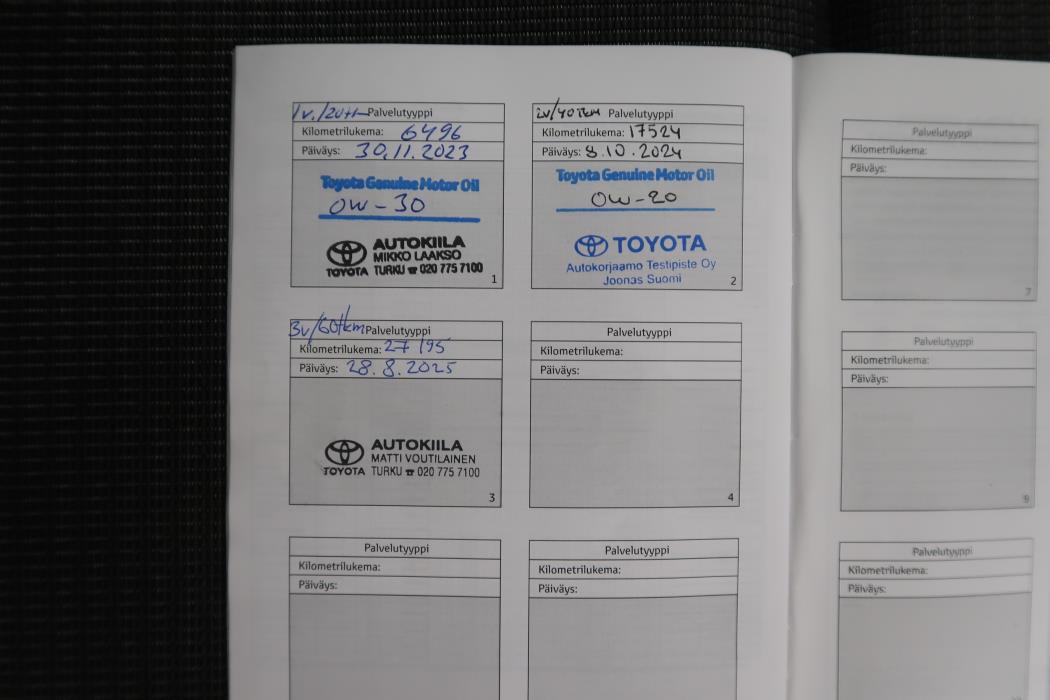 1v./20tkm Palvelutyyppi
Kilometrilukema: 6496
Päiväys: 30.11.2023
Toyota Genuine Motor Oil
0W-30
AUTOKIILA
MIKKO LAAKSO
TOYOTA TURKU ☎ 020 775 7100
1
2v/40tkm Palvelutyyppi
Kilometrilukema: 17524
Päiväys: 8.10.2024
Toyota Genuine Motor Oil
0W-20
TOYOTA
Autokorjaamo Testipiste Oy
Joonas Suomi
2
3v/60tkm Palvelutyyppi
Kilometrilukema: 27195
Päiväys: 28.8.2025
AUTOKIILA
MATTI VOUTILAINEN
TOYOTA TURKU ☎ 020 775 7100
3
Palvelutyyppi
Kilometrilukema:
Päiväys:
4
Palvelutyyppi
Kilometrilukema:
Päiväys:
Palvelutyyppi
Kilometrilukema:
Päiväys:
Palvelutyyppi
Kilometrilukema:
Päiväys:
7
Palvelutyyppi
Kilometrilukema:
Päiväys:
9
Palvelutyyppi
Kilometrilukema:
Päiväys: